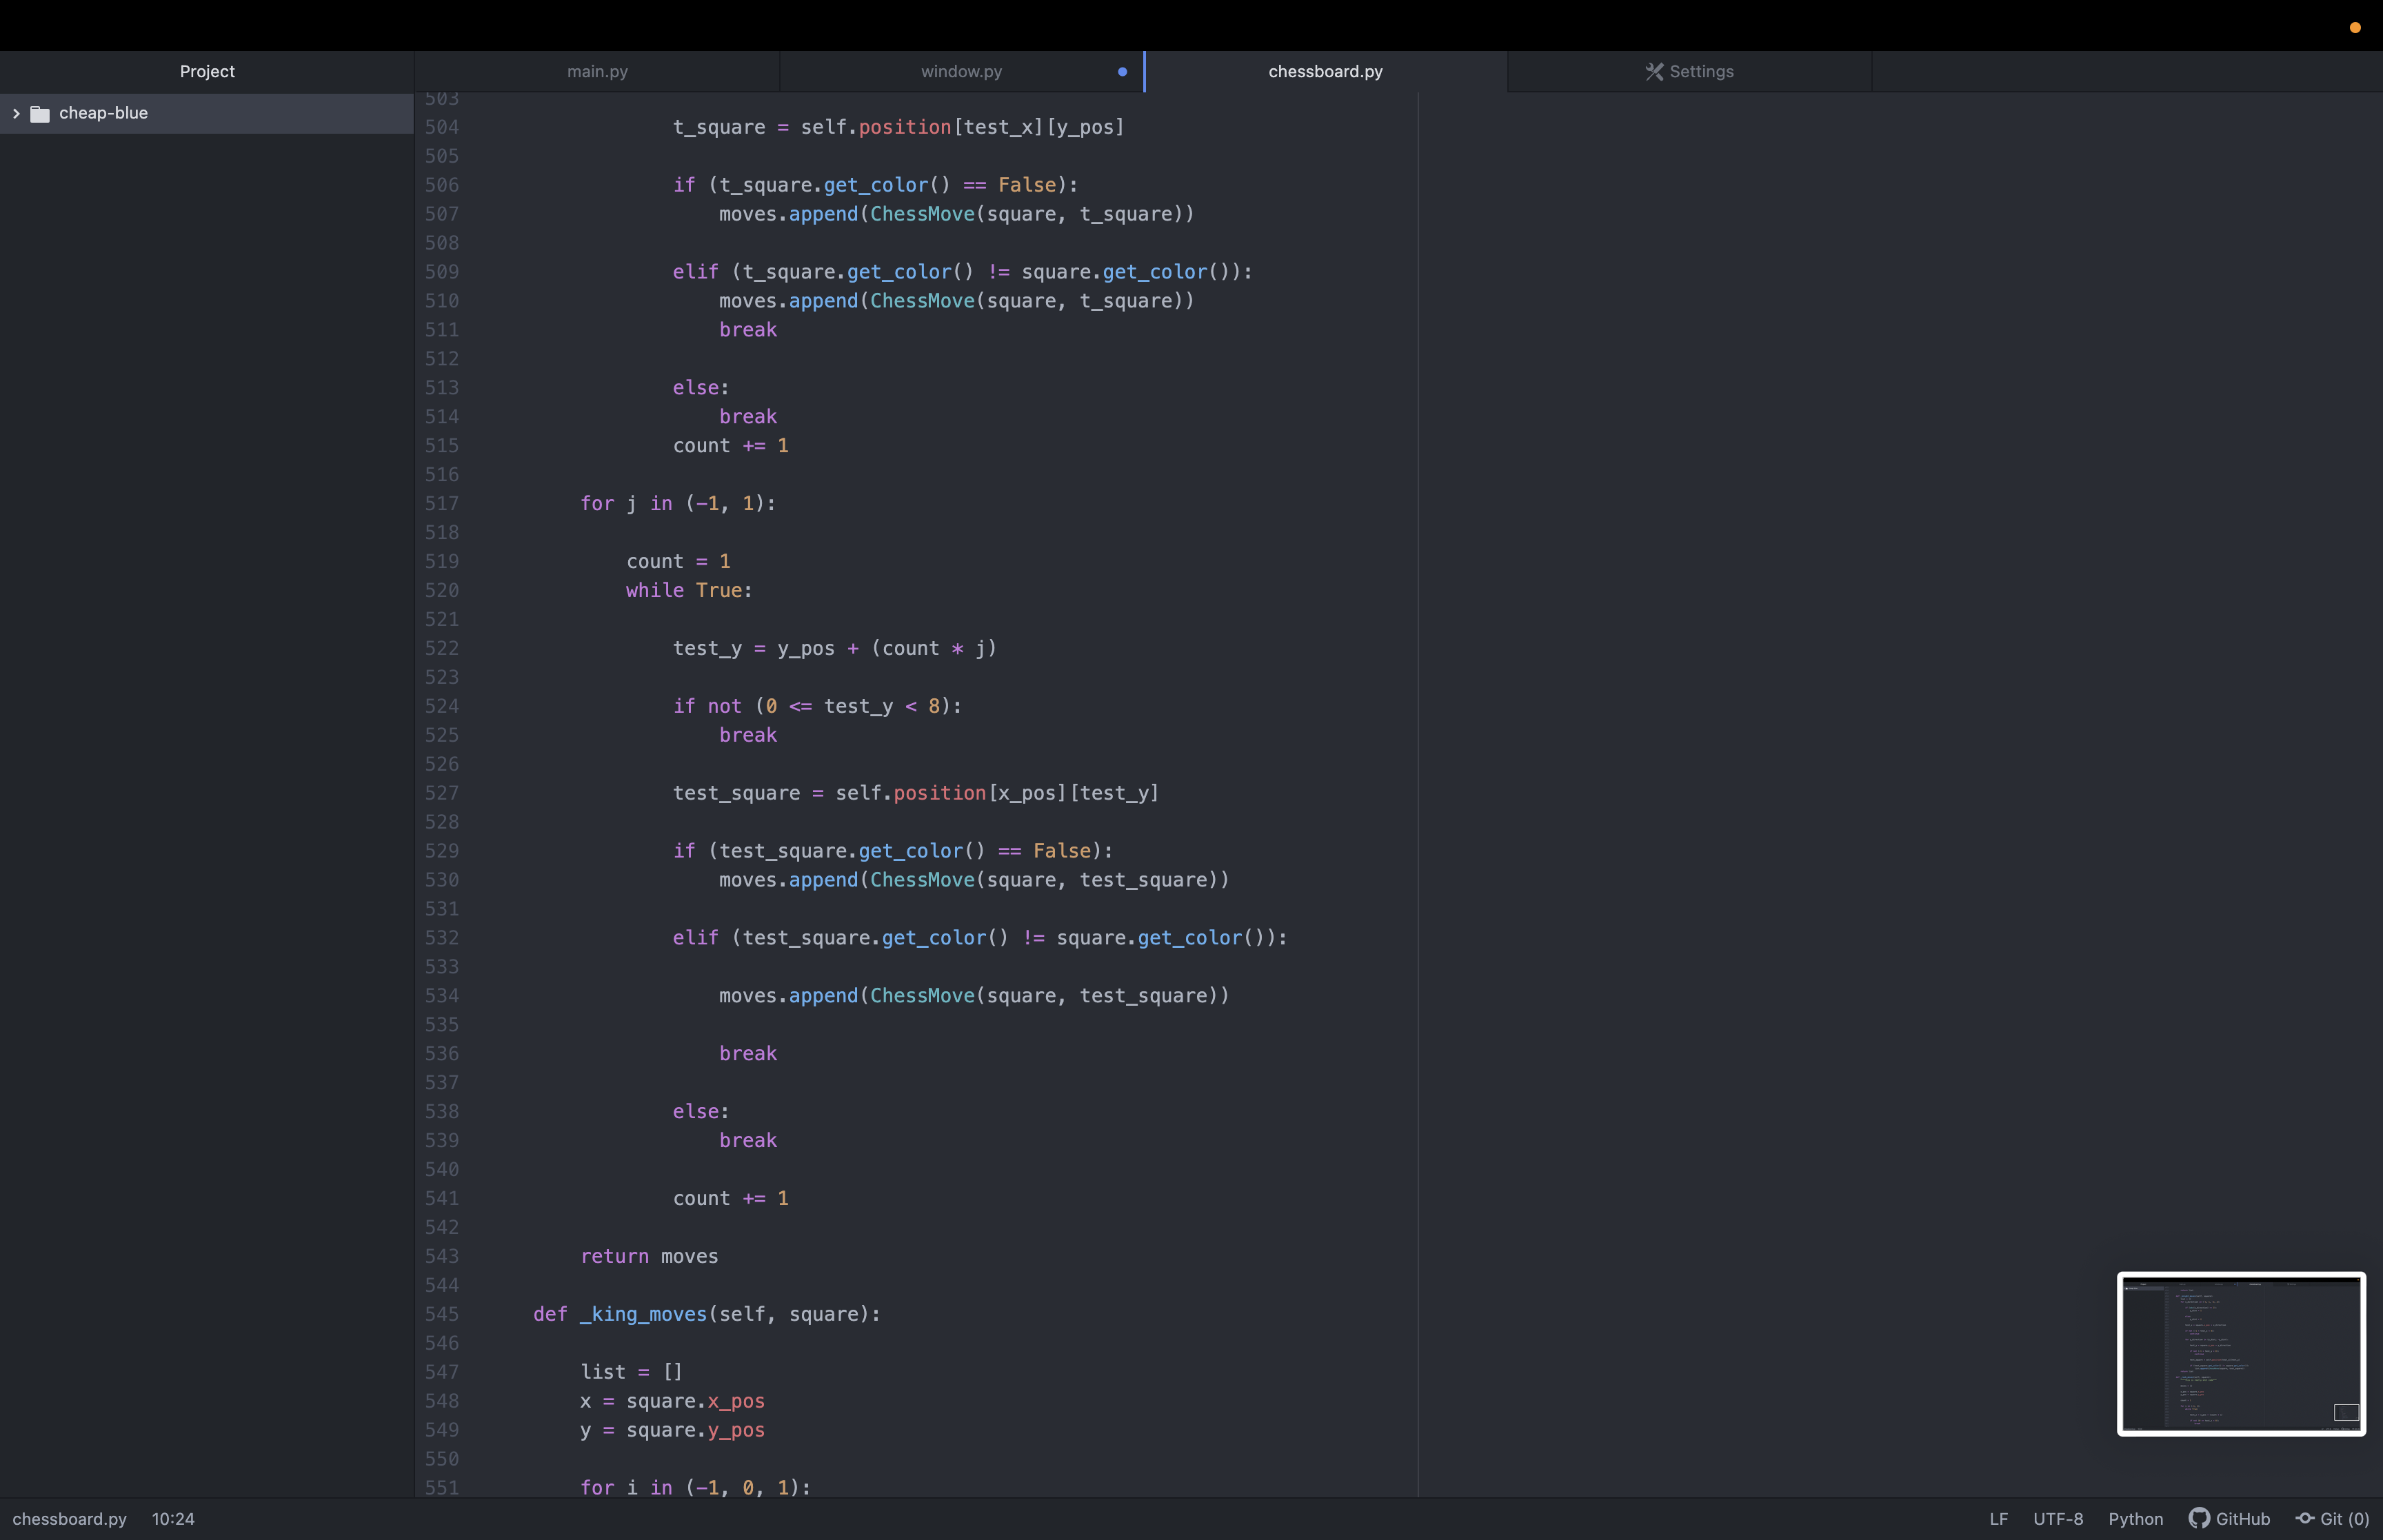 Project
main.py
window.py
chessboard.py
Settings
cheap-blue
503
504 t_square = self.position[test_x][y_pos]
505
506 if (t_square.get_color() == False):
507 moves.append(ChessMove(square, t_square))
508
509 elif (t_square.get_color() != square.get_color()):
510 moves.append(ChessMove(square, t_square))
511 break
512
513 else:
514 break
515 count += 1
516
517 for j in (-1, 1):
518
519 count = 1
520 while True:
521
522 test_y = y_pos + (count * j)
523
524 if not (0 <= test_y < 8):
525 break
526
527 test_square = self.position[x_pos][test_y]
528
529 if (test_square.get_color() == False):
530 moves.append(ChessMove(square, test_square))
531
532 elif (test_square.get_color() != square.get_color()):
533
534 moves.append(ChessMove(square, test_square))
535
536 break
537
538 else:
539 break
540
541 count += 1
542
543 return moves
544
545 def _king_moves(self, square):
546
547 list = []
548 x = square.x_pos
549 y = square.y_pos
550
551 for i in (-1, 0, 1):
chessboard.py 10:24
LF UTF-8 Python GitHub Git (0)